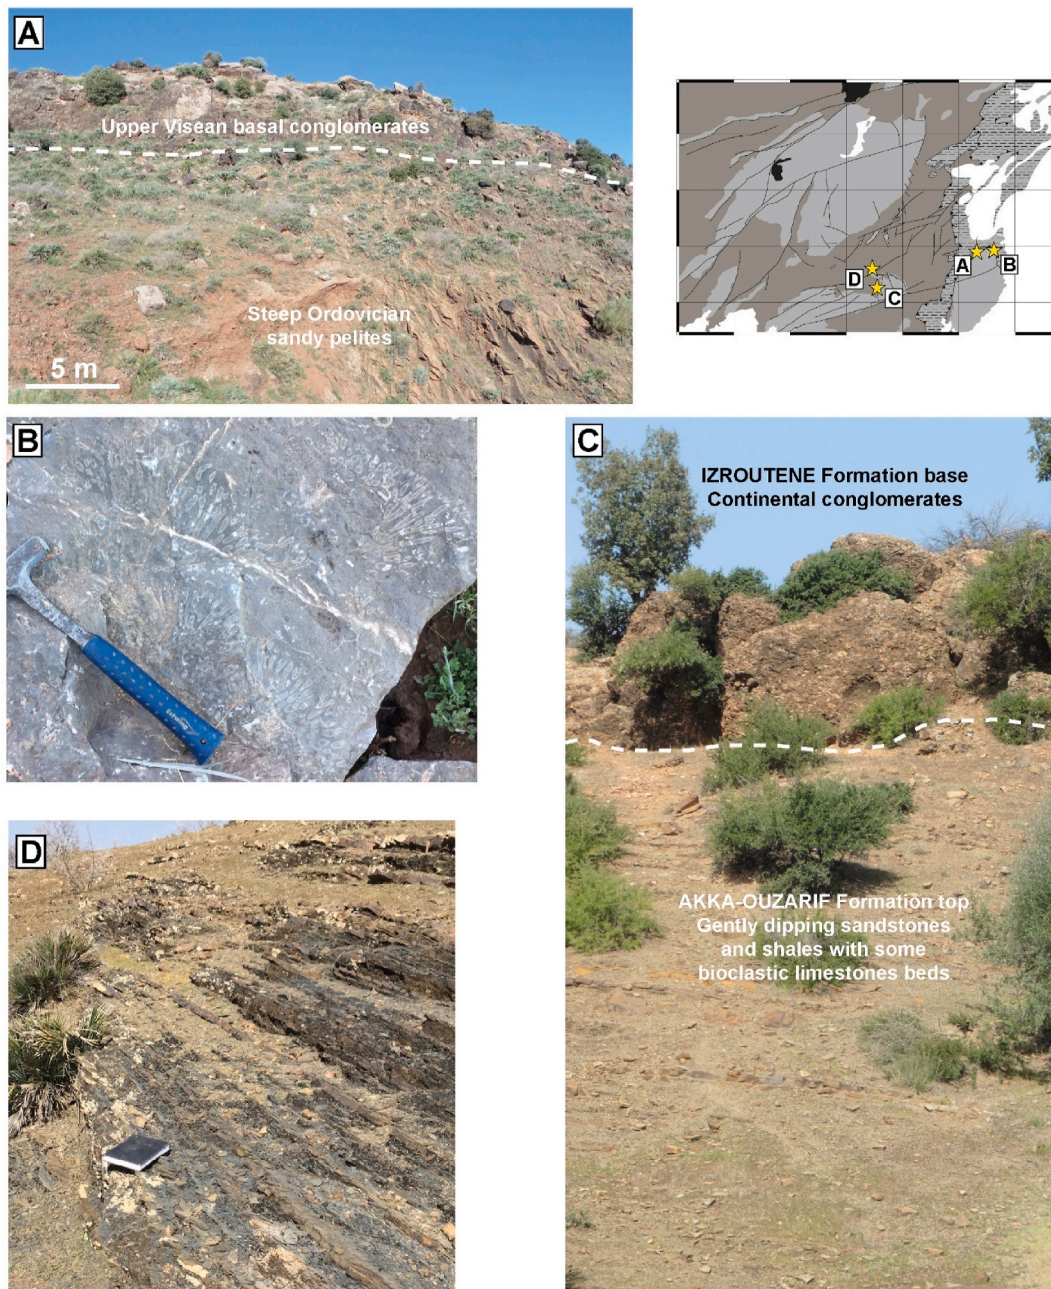 A
Upper Visean basal conglomerates
Steep Ordovician
sandy pelites
5 m
A
B
D
C
B
Estwing
C
IZROUTENE Formation base
Continental conglomerates
AKKA-OUZARIF Formation top
Gently dipping sandstones
and shales with some
bioclastic limestones beds
D